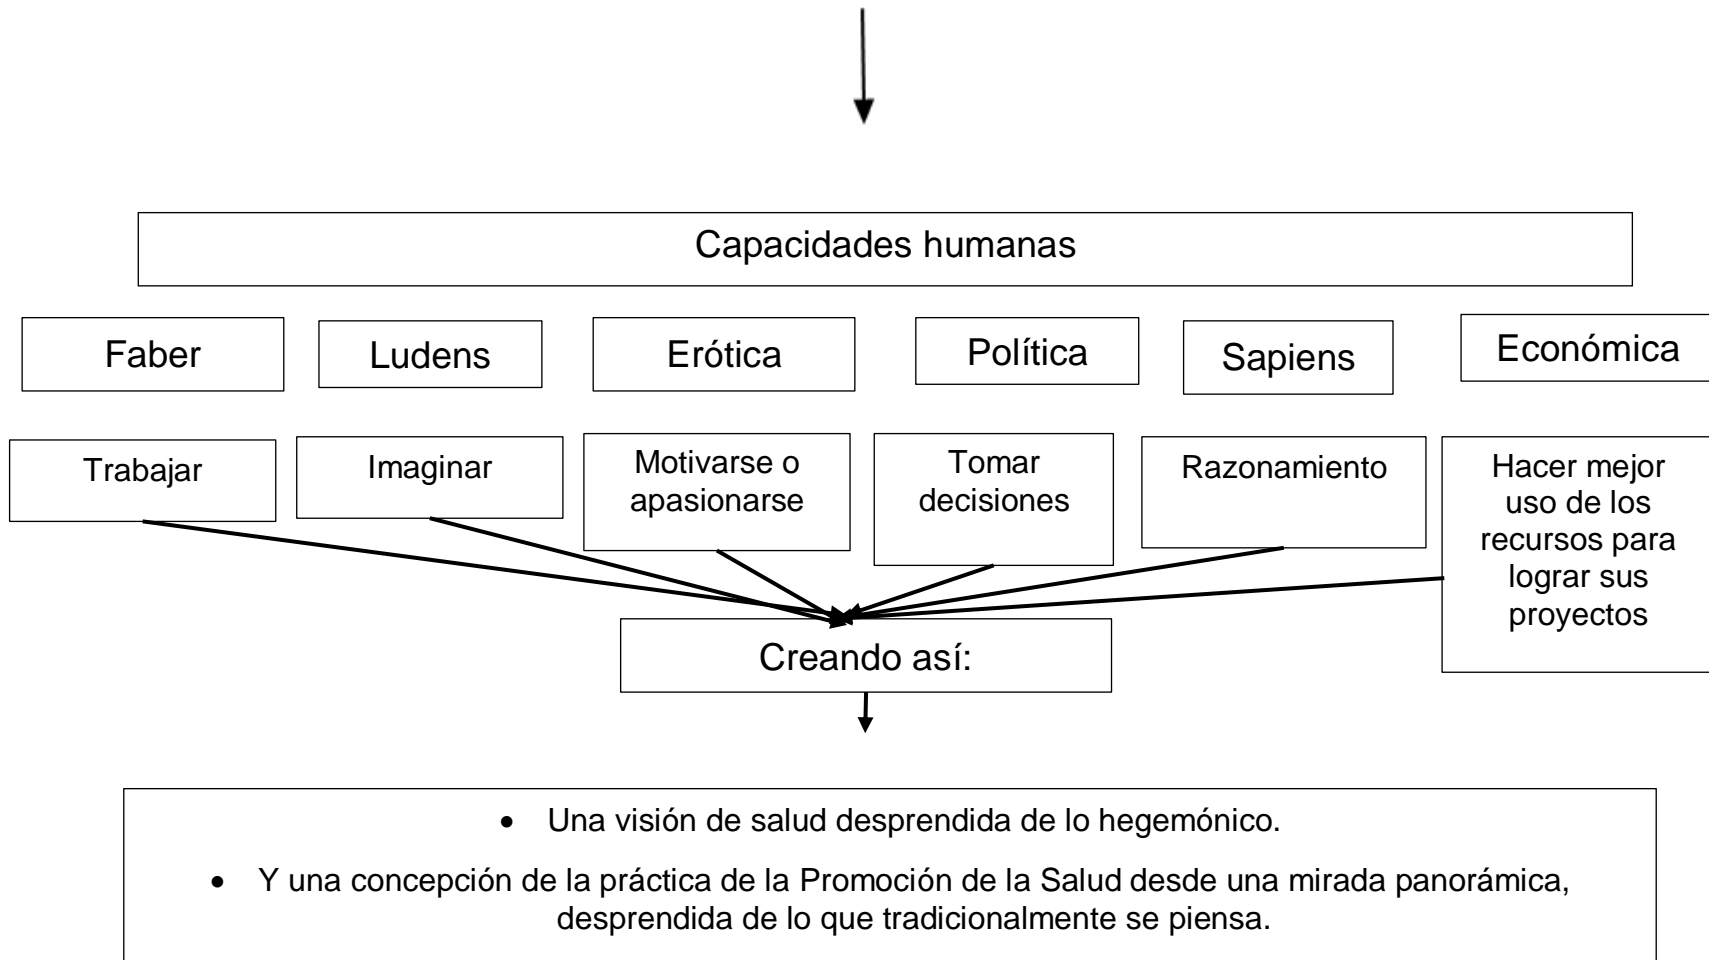 Capacidades humanas
Faber
Ludens
Erótica
Política
Sapiens
Económica
Trabajar
Imaginar
Motivarse o
apasionarse
Tomar
decisiones
Razonamiento
Hacer mejor
uso de los
recursos para
lograr sus
proyectos
Creando así:
• Una visión de salud desprendida de lo hegemónico.
• Y una concepción de la práctica de la Promoción de la Salud desde una mirada panorámica,
desprendida de lo que tradicionalmente se piensa.